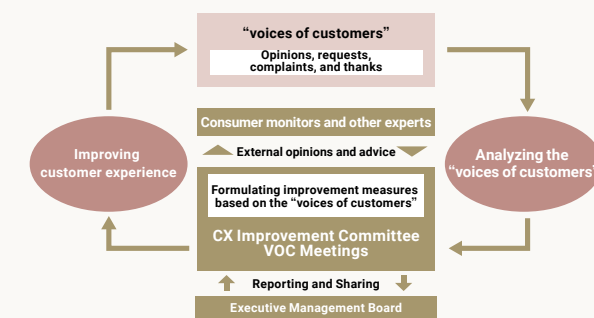 “voices of customers”
Opinions, requests,
complaints, and thanks
Consumer monitors and other experts
External opinions and advice
Improving
customer experience
Analyzing the
“voices of customers”
Formulating improvement measures
based on the “voices of customers”
CX Improvement Committee
VOC Meetings
Reporting and Sharing
Executive Management Board